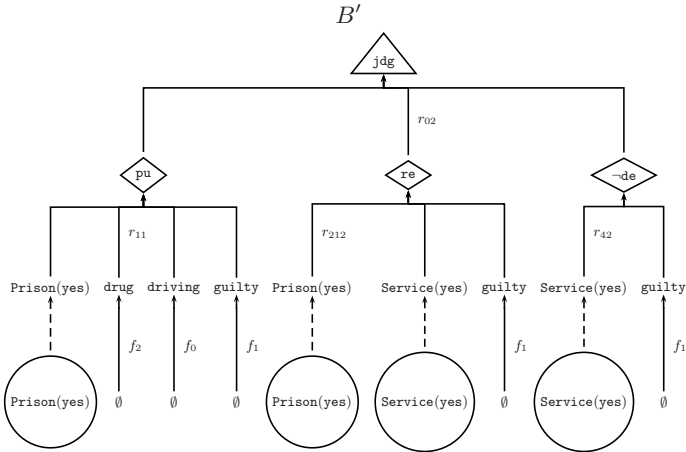 B′
jdg
r02
pu re ¬de
r11 r212 r42
Prison(yes) drug driving guilty Prison(yes) Service(yes) guilty Service(yes) guilty
f2 f0 f1 f1 f1
Prison(yes) ∅ ∅ ∅ Prison(yes) Service(yes) ∅ Service(yes) ∅